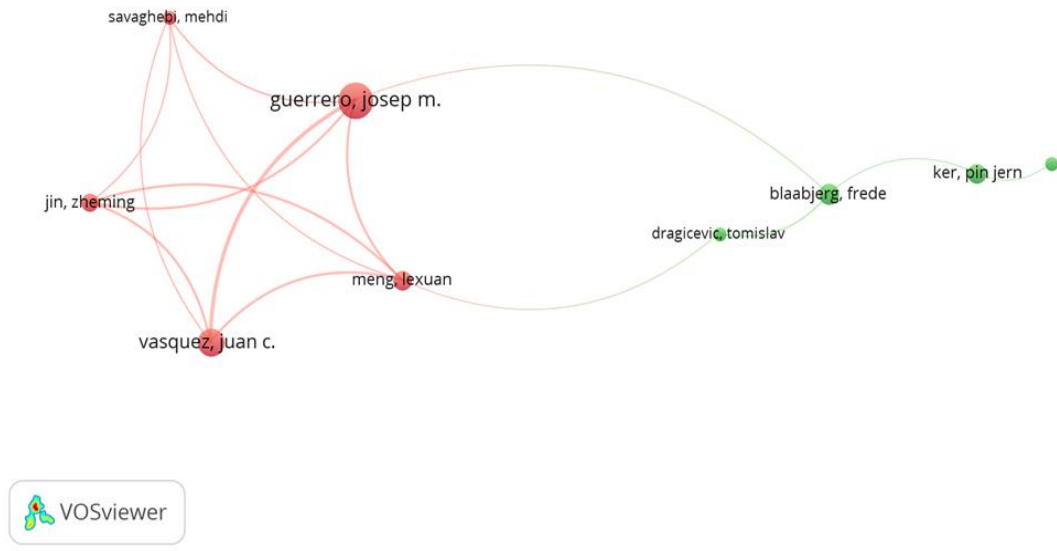 savaghebi, mehdi
guerrero, josep m.
ker, pin jern
blaabjerg, frede
jin, zheming
dragicevic, tomislav
meng, lexuan
vasquez, juan c.
VOSviewer